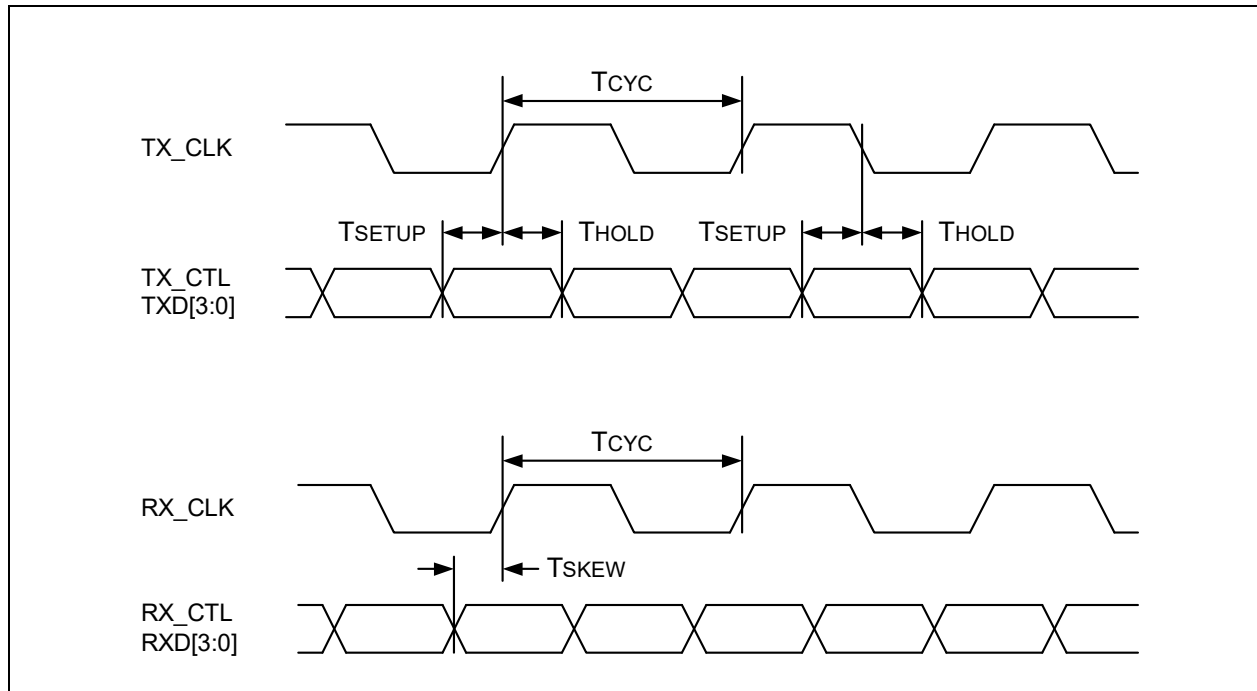 TCYC
TX_CLK
TSETUP THOLD TSETUP THOLD
TX_CTL
TXD[3:0]
TCYC
RX_CLK
TSKEW
RX_CTL
RXD[3:0]